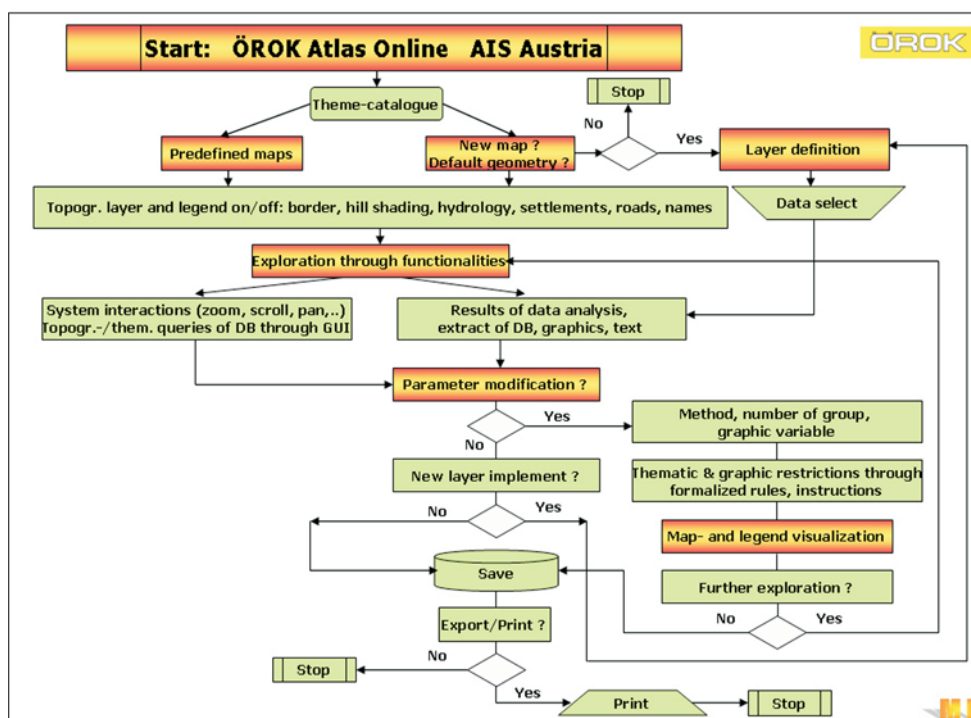 Start: ÖROK Atlas Online AIS Austria
ÖROK
Theme-catalogue
Stop
No
Yes
Predefined maps
New map ?
Default geometry ?
Layer definition
Topogr. layer and legend on/off: border, hill shading, hydrology, settlements, roads, names
Data select
Exploration through functionalities
System interactions (zoom, scroll, pan,..)
Topogr.-/them. queries of DB through GUI
Results of data analysis,
extract of DB, graphics, text
Parameter modification ?
Yes
No
Method, number of group,
graphic variable
New layer implement ?
Thematic & graphic restrictions through
formalized rules, instructions
No
Yes
Map- and legend visualization
Save
Further exploration ?
No
Yes
Export/Print ?
No
Stop
Yes
Print
Stop